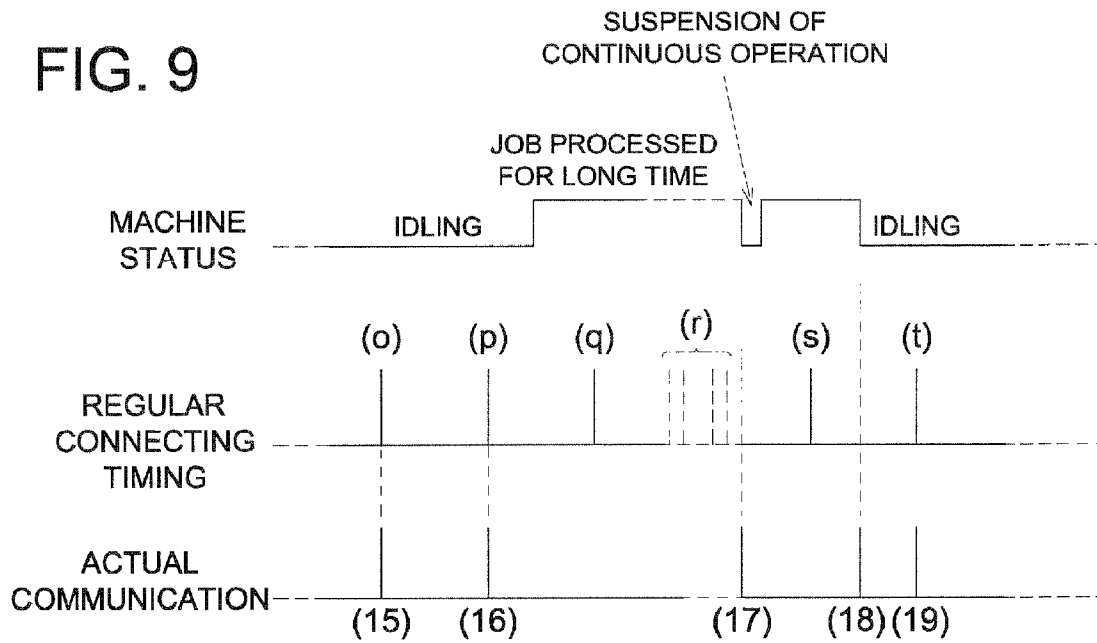 FIG. 9
SUSPENSION OF
CONTINUOUS OPERATION
JOB PROCESSED
FOR LONG TIME
MACHINE
STATUS
IDLING
IDLING
(o) (p) (q) (r) (s) (t)
REGULAR
CONNECTING
TIMING
ACTUAL
COMMUNICATION
(15) (16) (17) (18) (19)